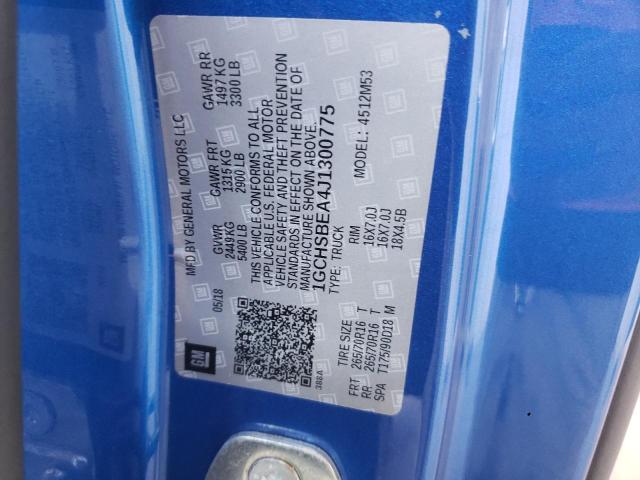 MFD BY GENERAL MOTORS LLC
05/18 GVWR GAWR FRT GAWR RR
2449KG 1315KG 1497 KG
5400 LB 2900 LB 3300 LB
THIS VEHICLE CONFORMS TO ALL
APPLICABLE U.S. FEDERAL MOTOR
VEHICLE SAFETY AND THEFT PREVENTION
STANDARDS IN EFFECT ON THE DATE OF
MANUFACTURE SHOWN ABOVE.
1GCHSBEA4J1300775
TYPE: TRUCK MODEL: 4512M53
GM
388A
TIRE SIZE RIM
FRT 265/70R16 T 16X7.0J
RR 265/70R16 T 16X7.0J
SPA T175/90D18 M 18X4.5B